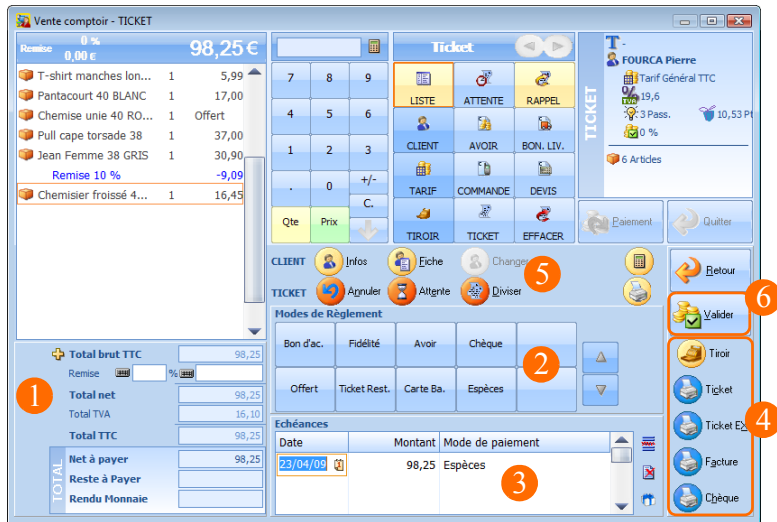 Vente comptoir - TICKET
Remise 0 % 98,25 €
0,00 €
T-shirt manches lon... 1 5,99
Pantacourt 40 BLANC 1 17,00
Chemise unie 40 RO... 1 Offert
Pull cape torsade 38 1 37,00
Jean Femme 38 GRIS 1 30,90
Remise 10 % -9,09
Chemisier froissé 4... 1 16,45
7 8 9
4 5 6
1 2 3
. 0 +/-
C.
Qte Prix
Ticket
LISTE ATTENTE RAPPEL
CLIENT AVOIR BON. LIV.
TARIF COMMANDE DEVIS
TIROIR TICKET EFFACER
TICKET
T -
FOURCA Pierre
Tarif Général TTC
% TVA 19,6
3 Pass. 10,53 Pt
0 %
6 Articles
Paiement Quitter
CLIENT Infos Fiche Changer 5
TICKET Annuler Attente Diviser
Retour
Valider 6
Modes de Règlement
Bon d'ac. Fidélité Avoir Chèque
Offert Ticket Rest. Carte Ba. Espèces
2
Tiroir
Ticket
Ticket Ex
4
Facture
Chèque
1
Total brut TTC 98,25
Remise %
Total net 98,25
Total TVA 16,10
Total TTC 98,25
TOTAL
Net à payer 98,25
Reste à Payer
Rendu Monnaie
Echéances
Date Montant Mode de paiement
23/04/09 98,25 Espèces
3